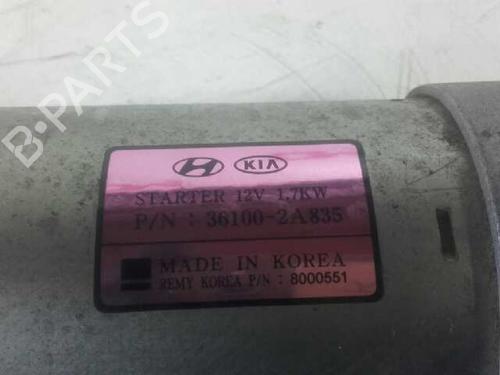 B-PARTS
KIA
STARTER 12V 1.7KW
P/N : 36100-2A835
MADE IN KOREA
REMY KOREA P/N : 8000551